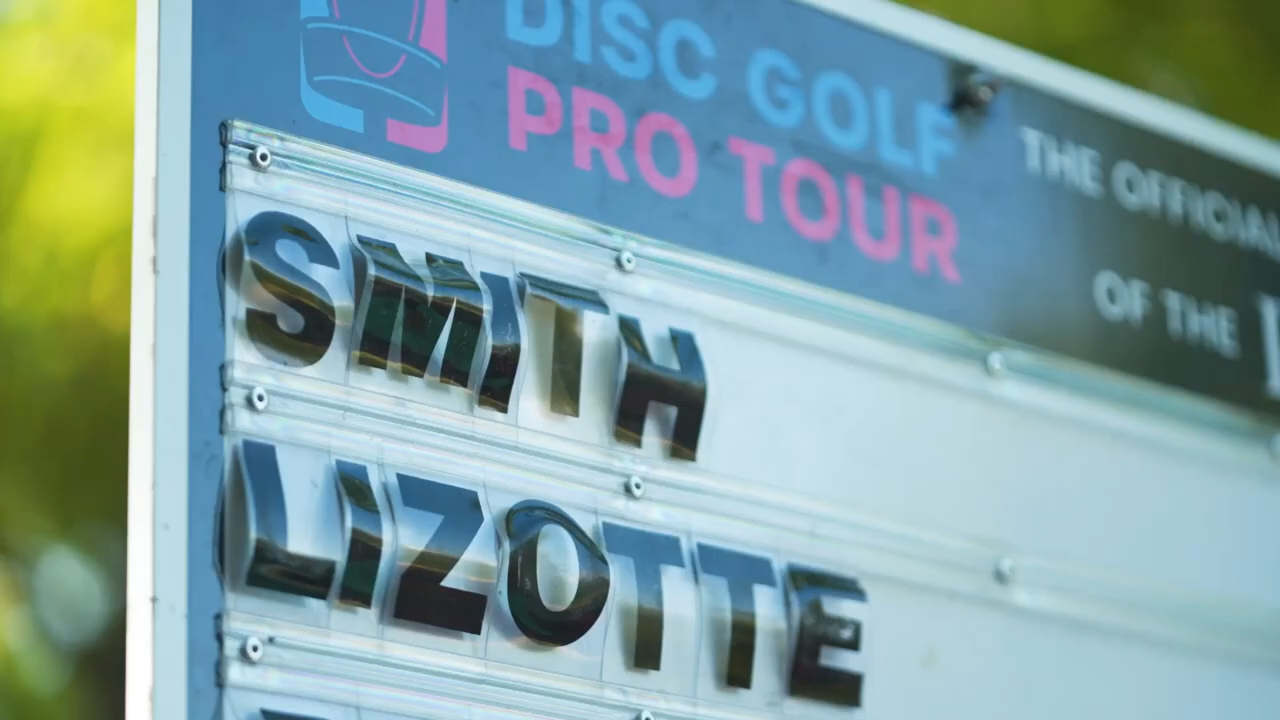 DISC GOLF
PRO TOUR
THE OFFICIAL
OF THE
SMITH
LIZOTTE